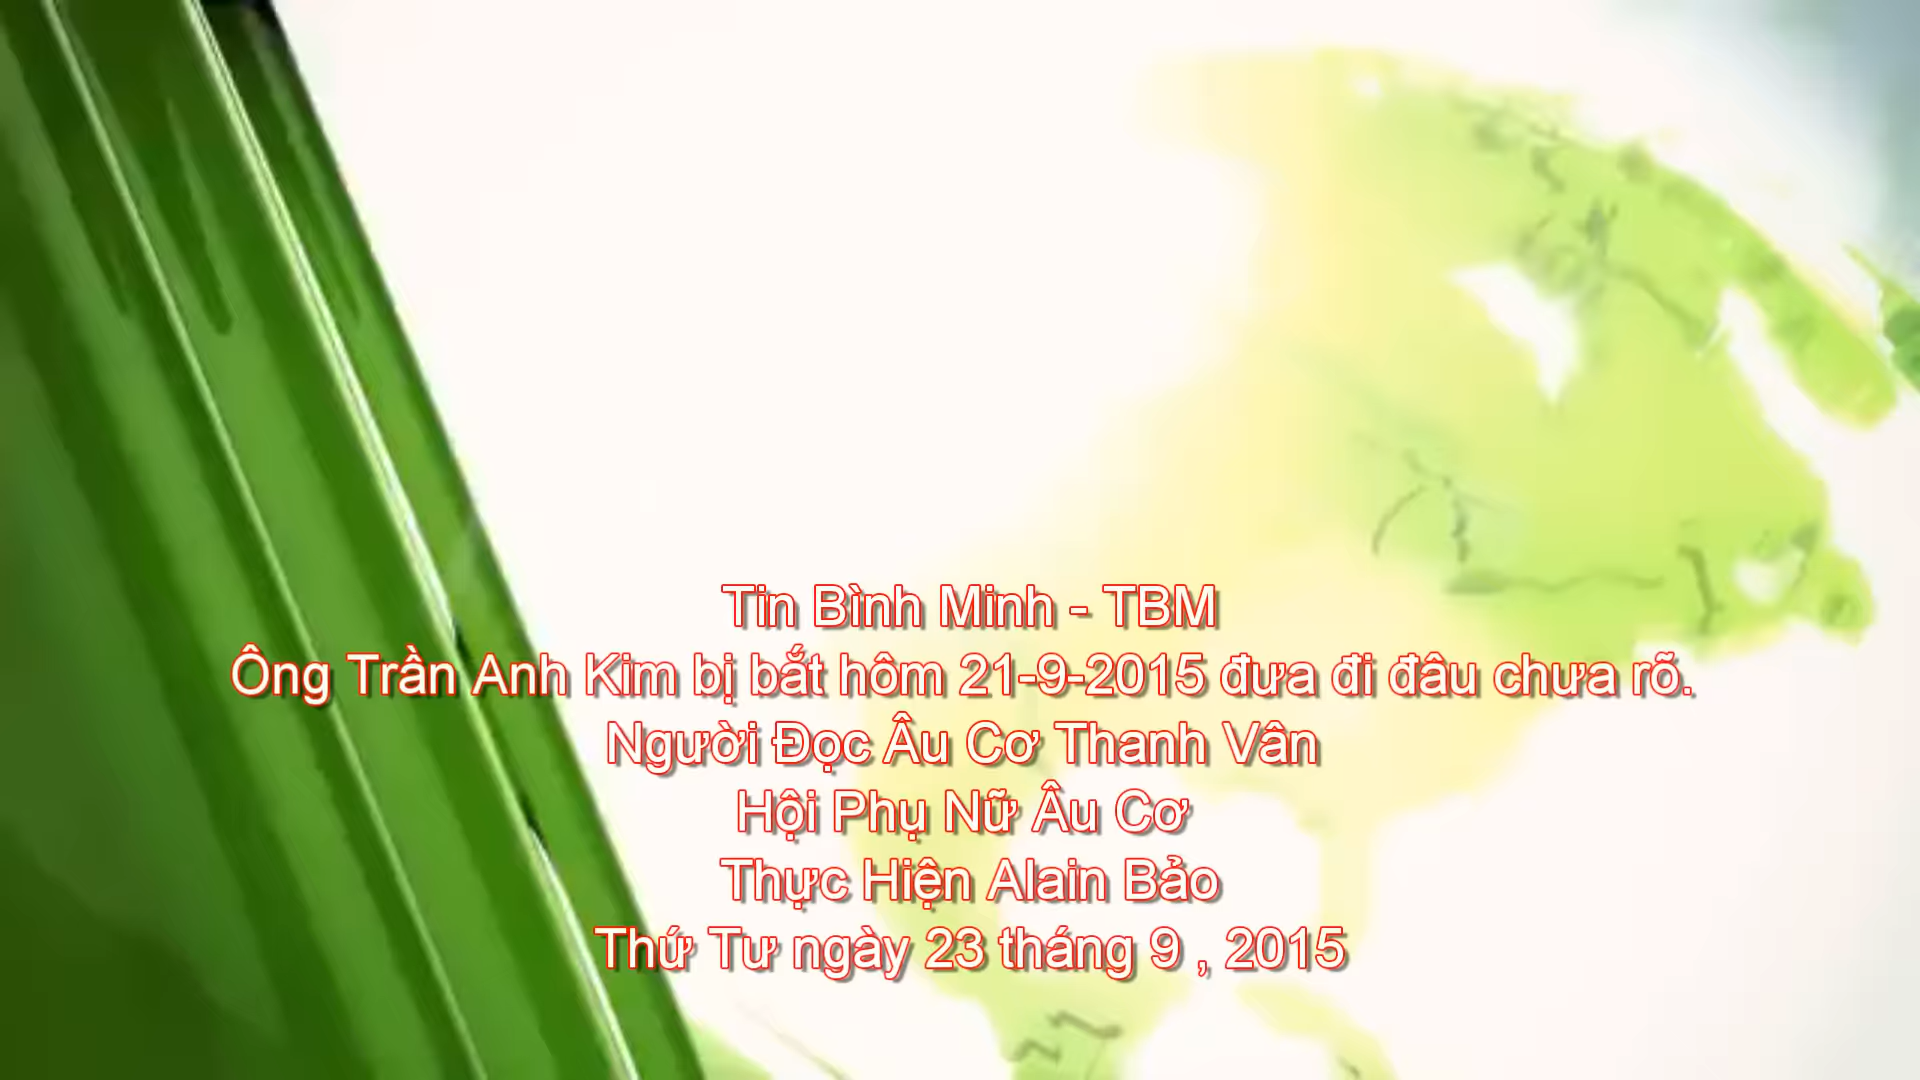 Tin Bình Minh - TBM
Ông Trần Anh Kim bị bắt hôm 21-9-2015 đưa đi đâu chưa rõ.
Người Đọc Âu Cơ Thanh Vân
Hội Phụ Nữ Âu Cơ
Thực Hiện Alain Bảo
Thứ Tư ngày 23 tháng 9 , 2015